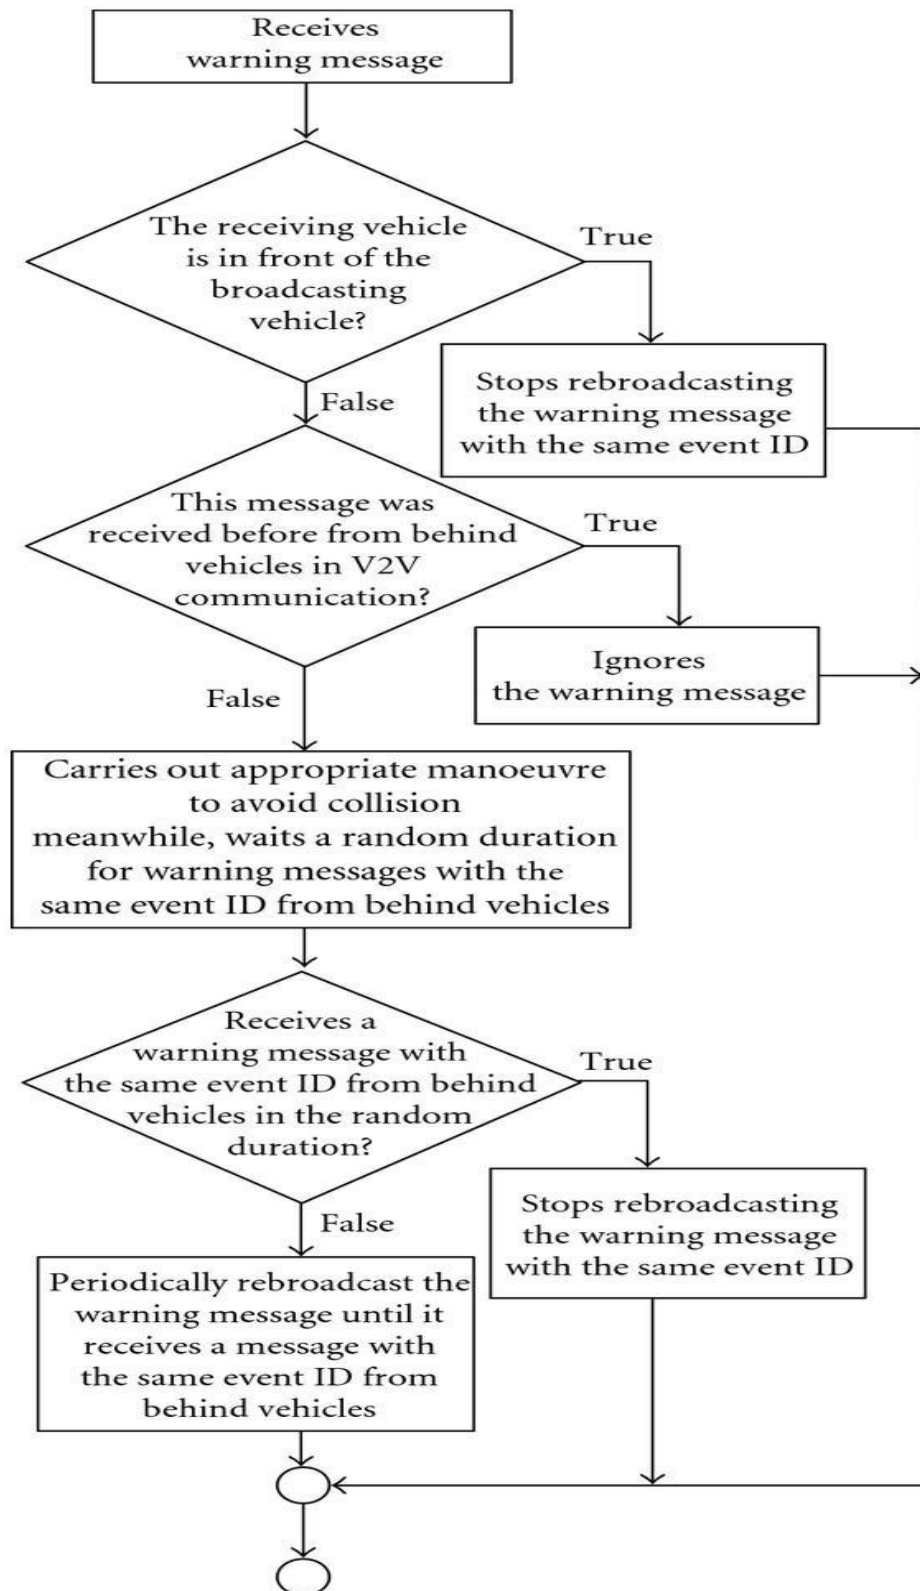 Receives
warning message
The receiving vehicle
is in front of the
broadcasting
vehicle?
True
Stops rebroadcasting
the warning message
with the same event ID
False
This message was
received before from behind
vehicles in V2V
communication?
True
Ignores
the warning message
False
Carries out appropriate manoeuvre
to avoid collision
meanwhile, waits a random duration
for warning messages with the
same event ID from behind vehicles
Receives a
warning message with
the same event ID from behind
vehicles in the random
duration?
True
Stops rebroadcasting
the warning message
with the same event ID
False
Periodically rebroadcast the
warning message until it
receives a message with
the same event ID from
behind vehicles